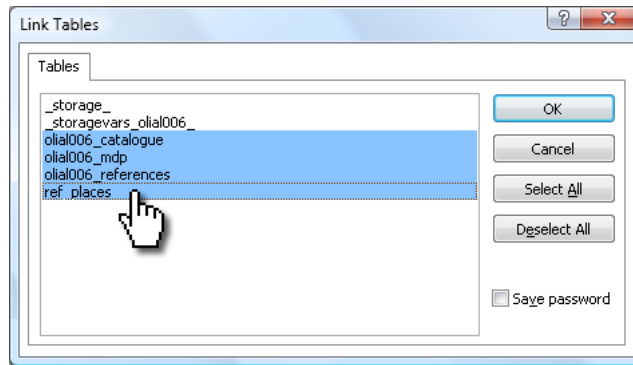 Link Tables
Tables
_storage_
_storagevars_olial006_
olial006_catalogue
olial006_mdp
olial006_references
ref_places
OK
Cancel
Select All
Deselect All
Save password